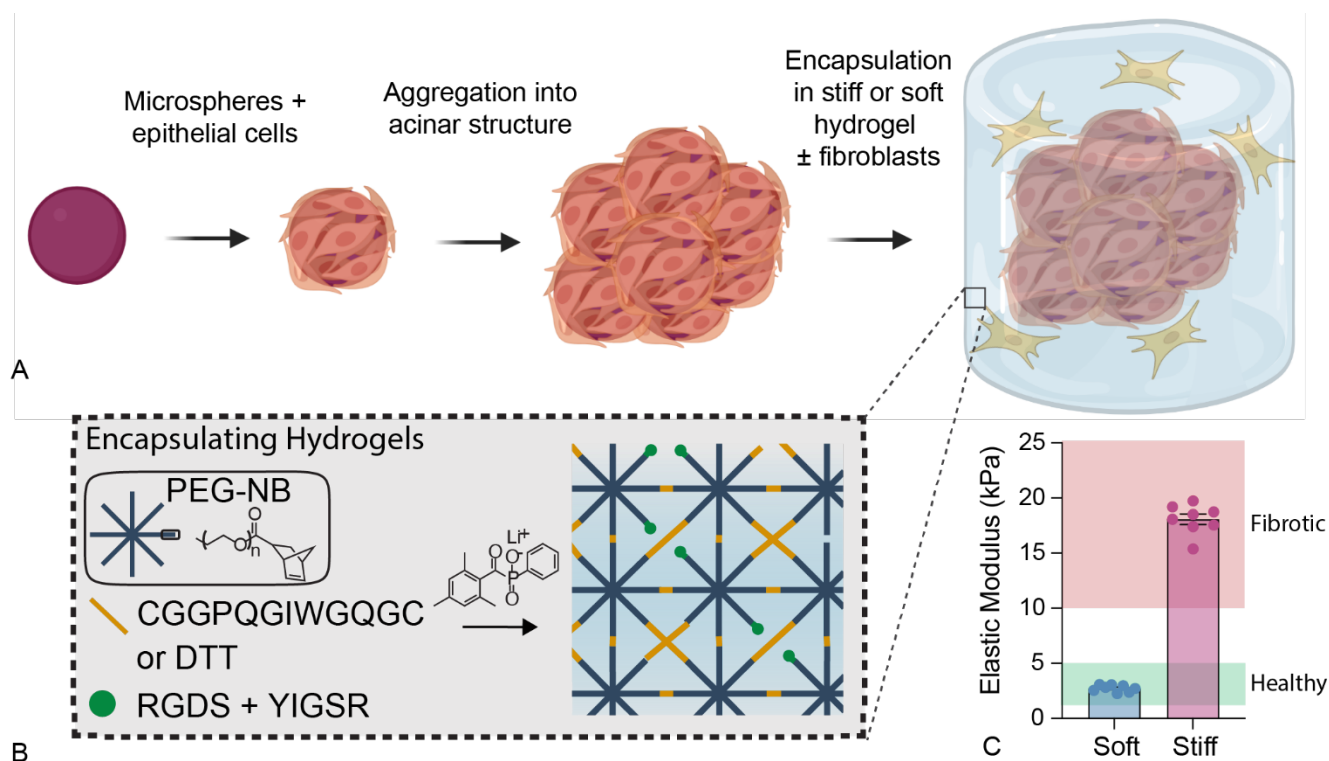 Microspheres +
epithelial cells
Aggregation into
acinar structure
Encapsulation
in stiff or soft
hydrogel
± fibroblasts
A
Encapsulating Hydrogels
PEG-NB
O
O
n
CGGPQGIWGQGC
or DTT
RGDS + YIGSR
Li+
O
O-
P
O
B
Elastic Modulus (kPa)
25
20
15
10
5
0
Fibrotic
Healthy
Soft
Stiff
C